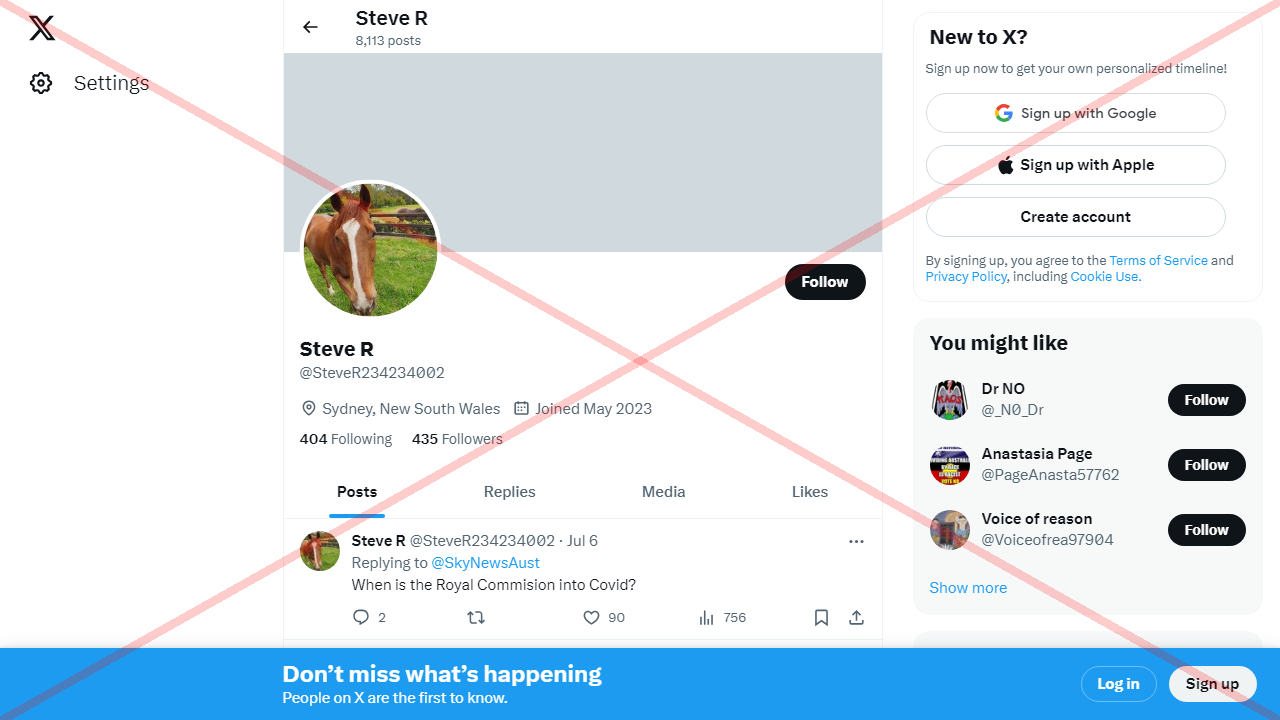 Settings
Steve R
8,113 posts
Follow
Steve R
@SteveR234234002
Sydney, New South Wales Joined May 2023
404 Following 435 Followers
Posts Replies Media Likes
Steve R @SteveR234234002 · Jul 6
Replying to @SkyNewsAust
When is the Royal Commision into Covid?
2 90 756
New to X?
Sign up now to get your own personalized timeline!
Sign up with Google
Sign up with Apple
Create account
By signing up, you agree to the Terms of Service and
Privacy Policy, including Cookie Use.
You might like
Dr NO
@_N0_Dr
Follow
Anastasia Page
@PageAnasta57762
Follow
Voice of reason
@Voiceofrea97904
Follow
Show more
Don’t miss what’s happening
People on X are the first to know.
Log in Sign up